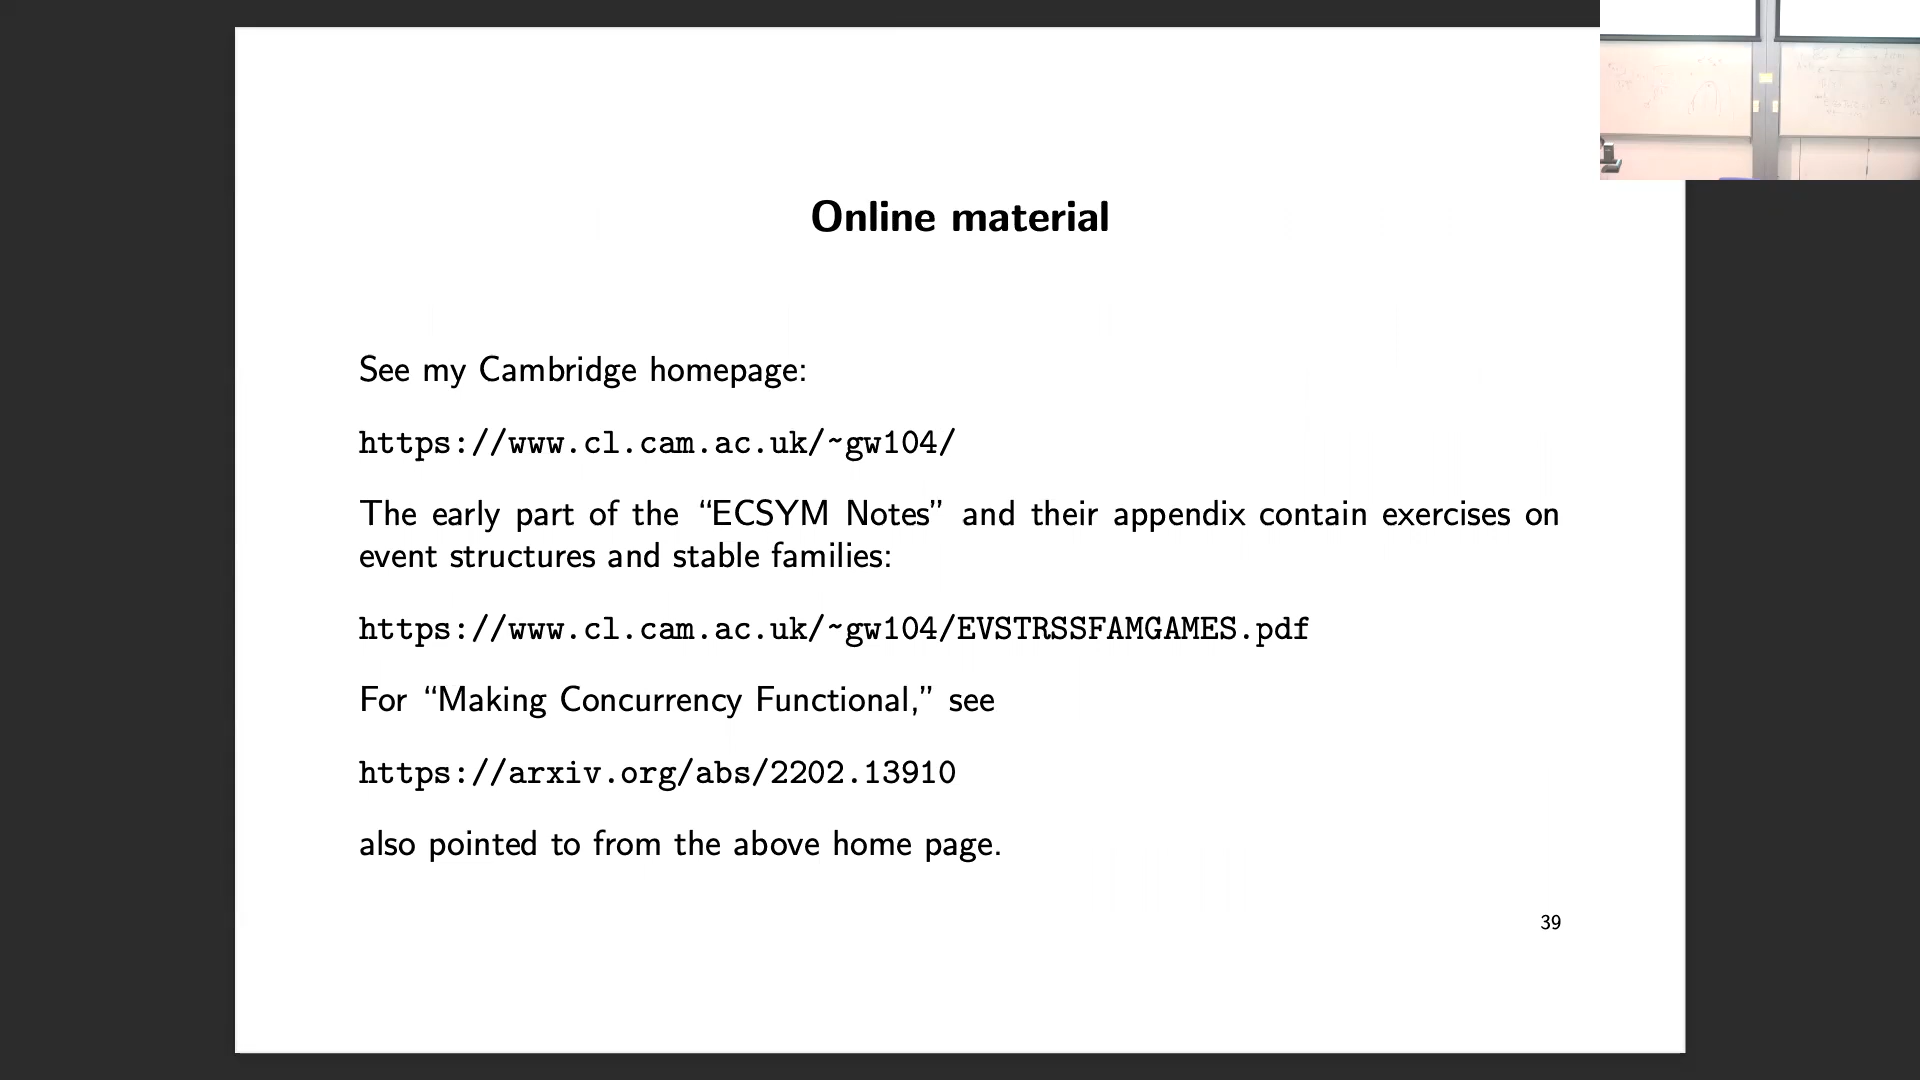 Online material
See my Cambridge homepage:
https://www.cl.cam.ac.uk/~gw104/
The early part of the “ECSYM Notes” and their appendix contain exercises on
event structures and stable families:
https://www.cl.cam.ac.uk/~gw104/EVSTRSSFAMGAMES.pdf
For “Making Concurrency Functional,” see
https://arxiv.org/abs/2202.13910
also pointed to from the above home page.
39